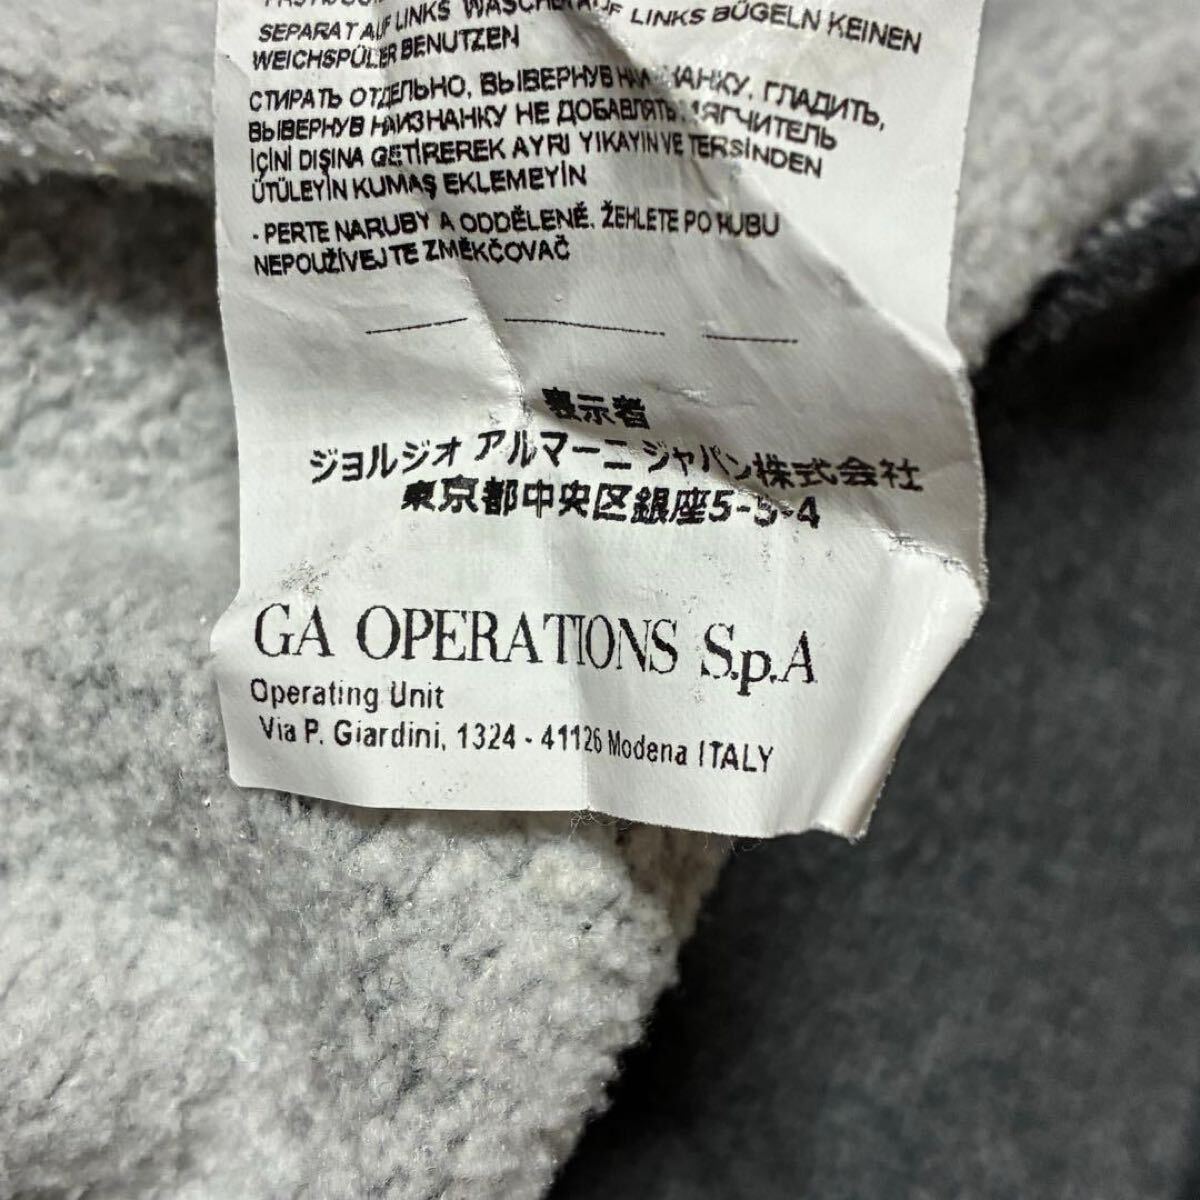 SEPARAT AUF LINKS WASCHEN AUF LINKS BÜGELN KEINEN
WEICHSPÜLER BENUTZEN
СТИРАТЬ ОТДЕЛЬНО, ВЫВЕРНУВ НАИЗНАНКУ. ГЛАДИТЬ,
ВЫВЕРНУВ НАИЗНАНКУ НЕ ДОБАВЛЯТЬ МЯГЧИТЕЛЬ
İÇİNİ DIŞINA GETİREREK AYRI YIKAYIN VE TERSİNDEN
ÜTÜLEYİN KUMAŞ EKLEMEYİN
- PERTE NARUBY A ODDĚLENĚ. ŽEHLETE PO RUBU
NEPOUŽÍVEJTE ZMĚKČOVAČ
表示者
ジョルジオ アルマーニ ジャパン株式会社
東京都中央区銀座5-5-4
GA OPERATIONS S.p.A
Operating Unit
Via P. Giardini, 1324 - 41126 Modena ITALY